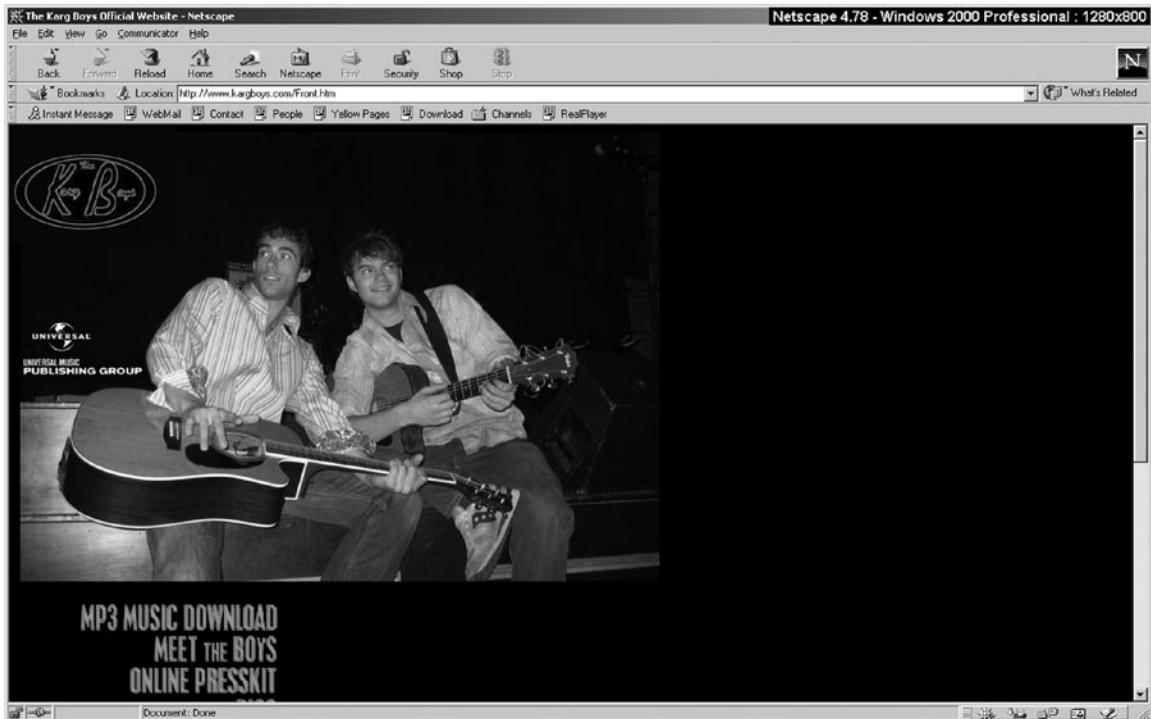 The Karg Boys Official Website - Netscape
Netscape 4.78 - Windows 2000 Professional : 1280x800
File Edit View Go Communicator Help
Back Forward Reload Home Search Netscape Print Security Shop Stop
N
Bookmarks Location: http://www.kargboys.com/Front.htm What's Related
Instant Message WebMail Contact People Yellow Pages Download Channels RealPlayer
The
Karg Boys
UNIVERSAL
UNIVERSAL MUSIC
PUBLISHING GROUP
MP3 MUSIC DOWNLOAD
MEET THE BOYS
ONLINE PRESSKIT
Document: Done